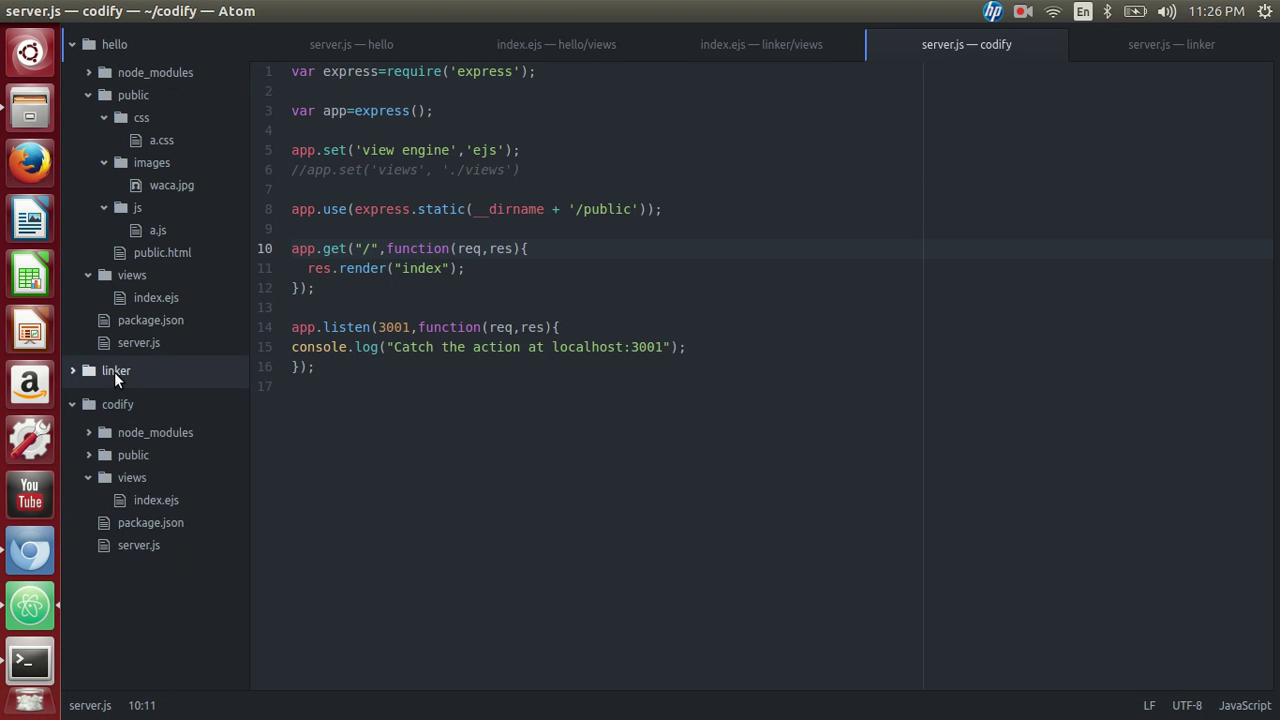 server.js — codify — ~/codify — Atom
hp
En
11:26 PM
hello
node_modules
public
css
a.css
images
waca.jpg
js
a.js
public.html
views
index.ejs
package.json
server.js
linker
codify
node_modules
public
views
index.ejs
package.json
server.js
a
You
Tube
>_
server.js — hello
index.ejs — hello/views
index.ejs — linker/views
server.js — codify
server.js — linker
1 var express=require('express');
2
3 var app=express();
4
5 app.set('view engine','ejs');
6 //app.set('views', './views')
7
8 app.use(express.static(__dirname + '/public'));
9
10 app.get("/",function(req,res){
11 res.render("index");
12 });
13
14 app.listen(3001,function(req,res){
15 console.log("Catch the action at localhost:3001");
16 });
17
server.js 10:11
LF UTF-8 JavaScript